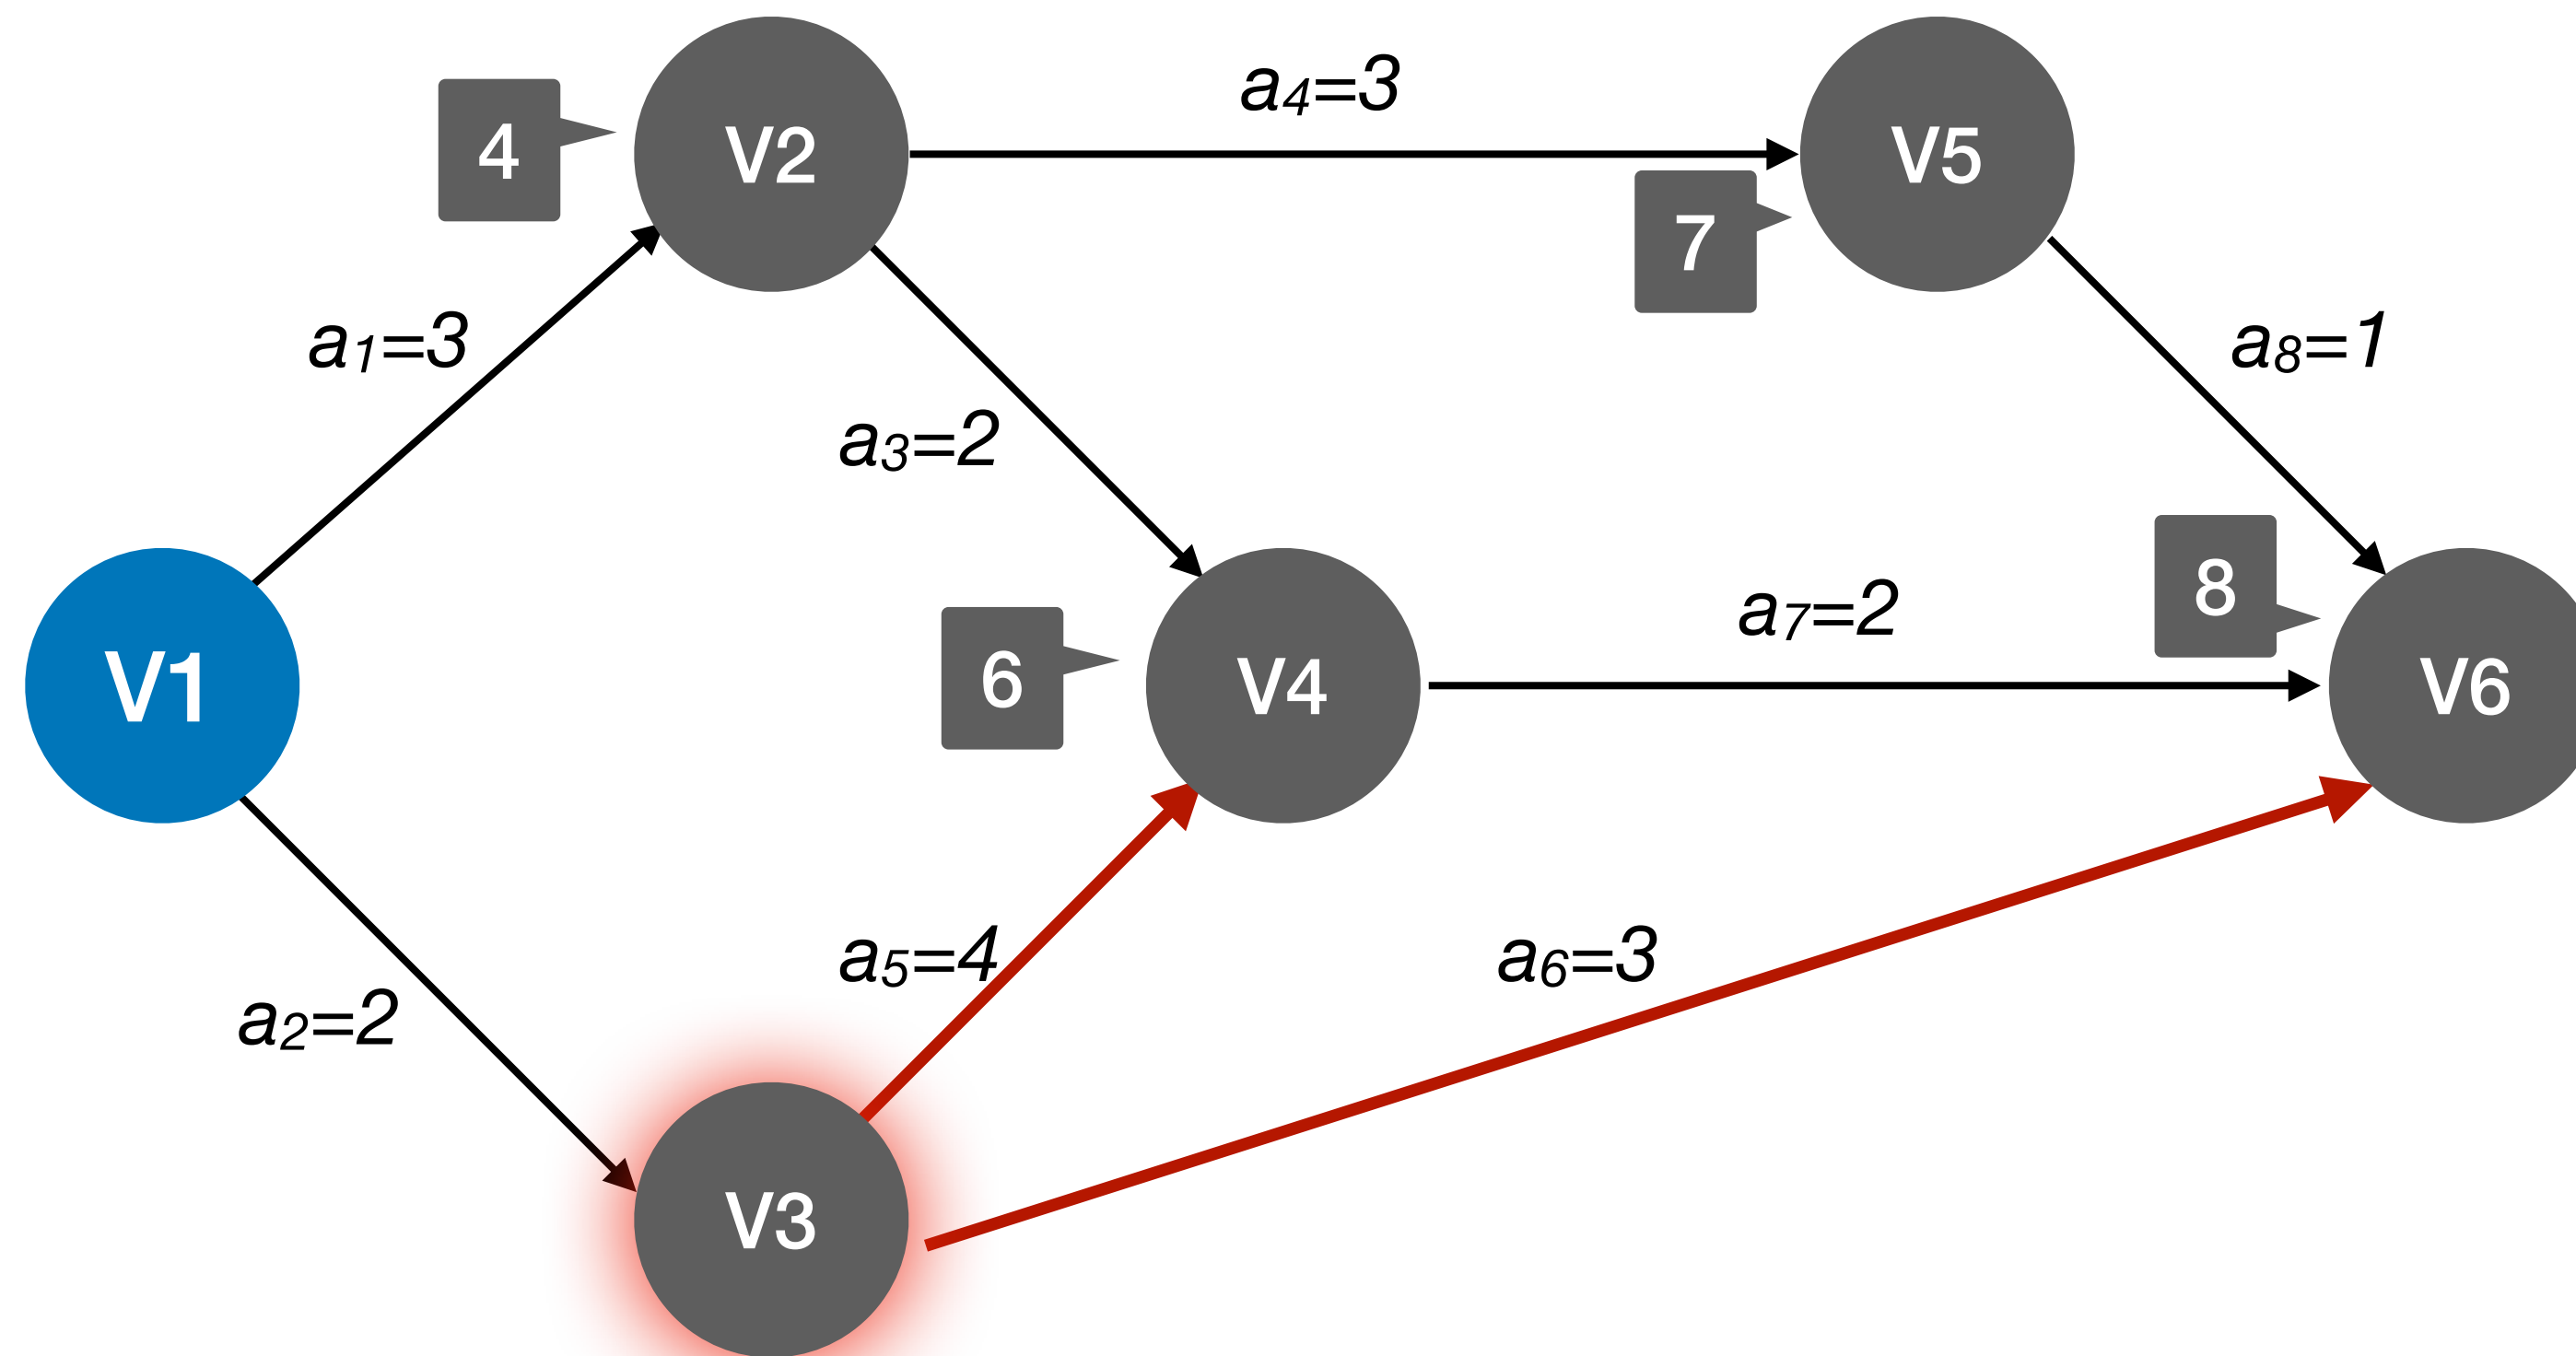 a₄=3
4
V2
V5
7
a₁=3
a₈=1
a₃=2
8
a₇=2
V1
6
V4
V6
a₅=4
a₆=3
a₂=2
V3